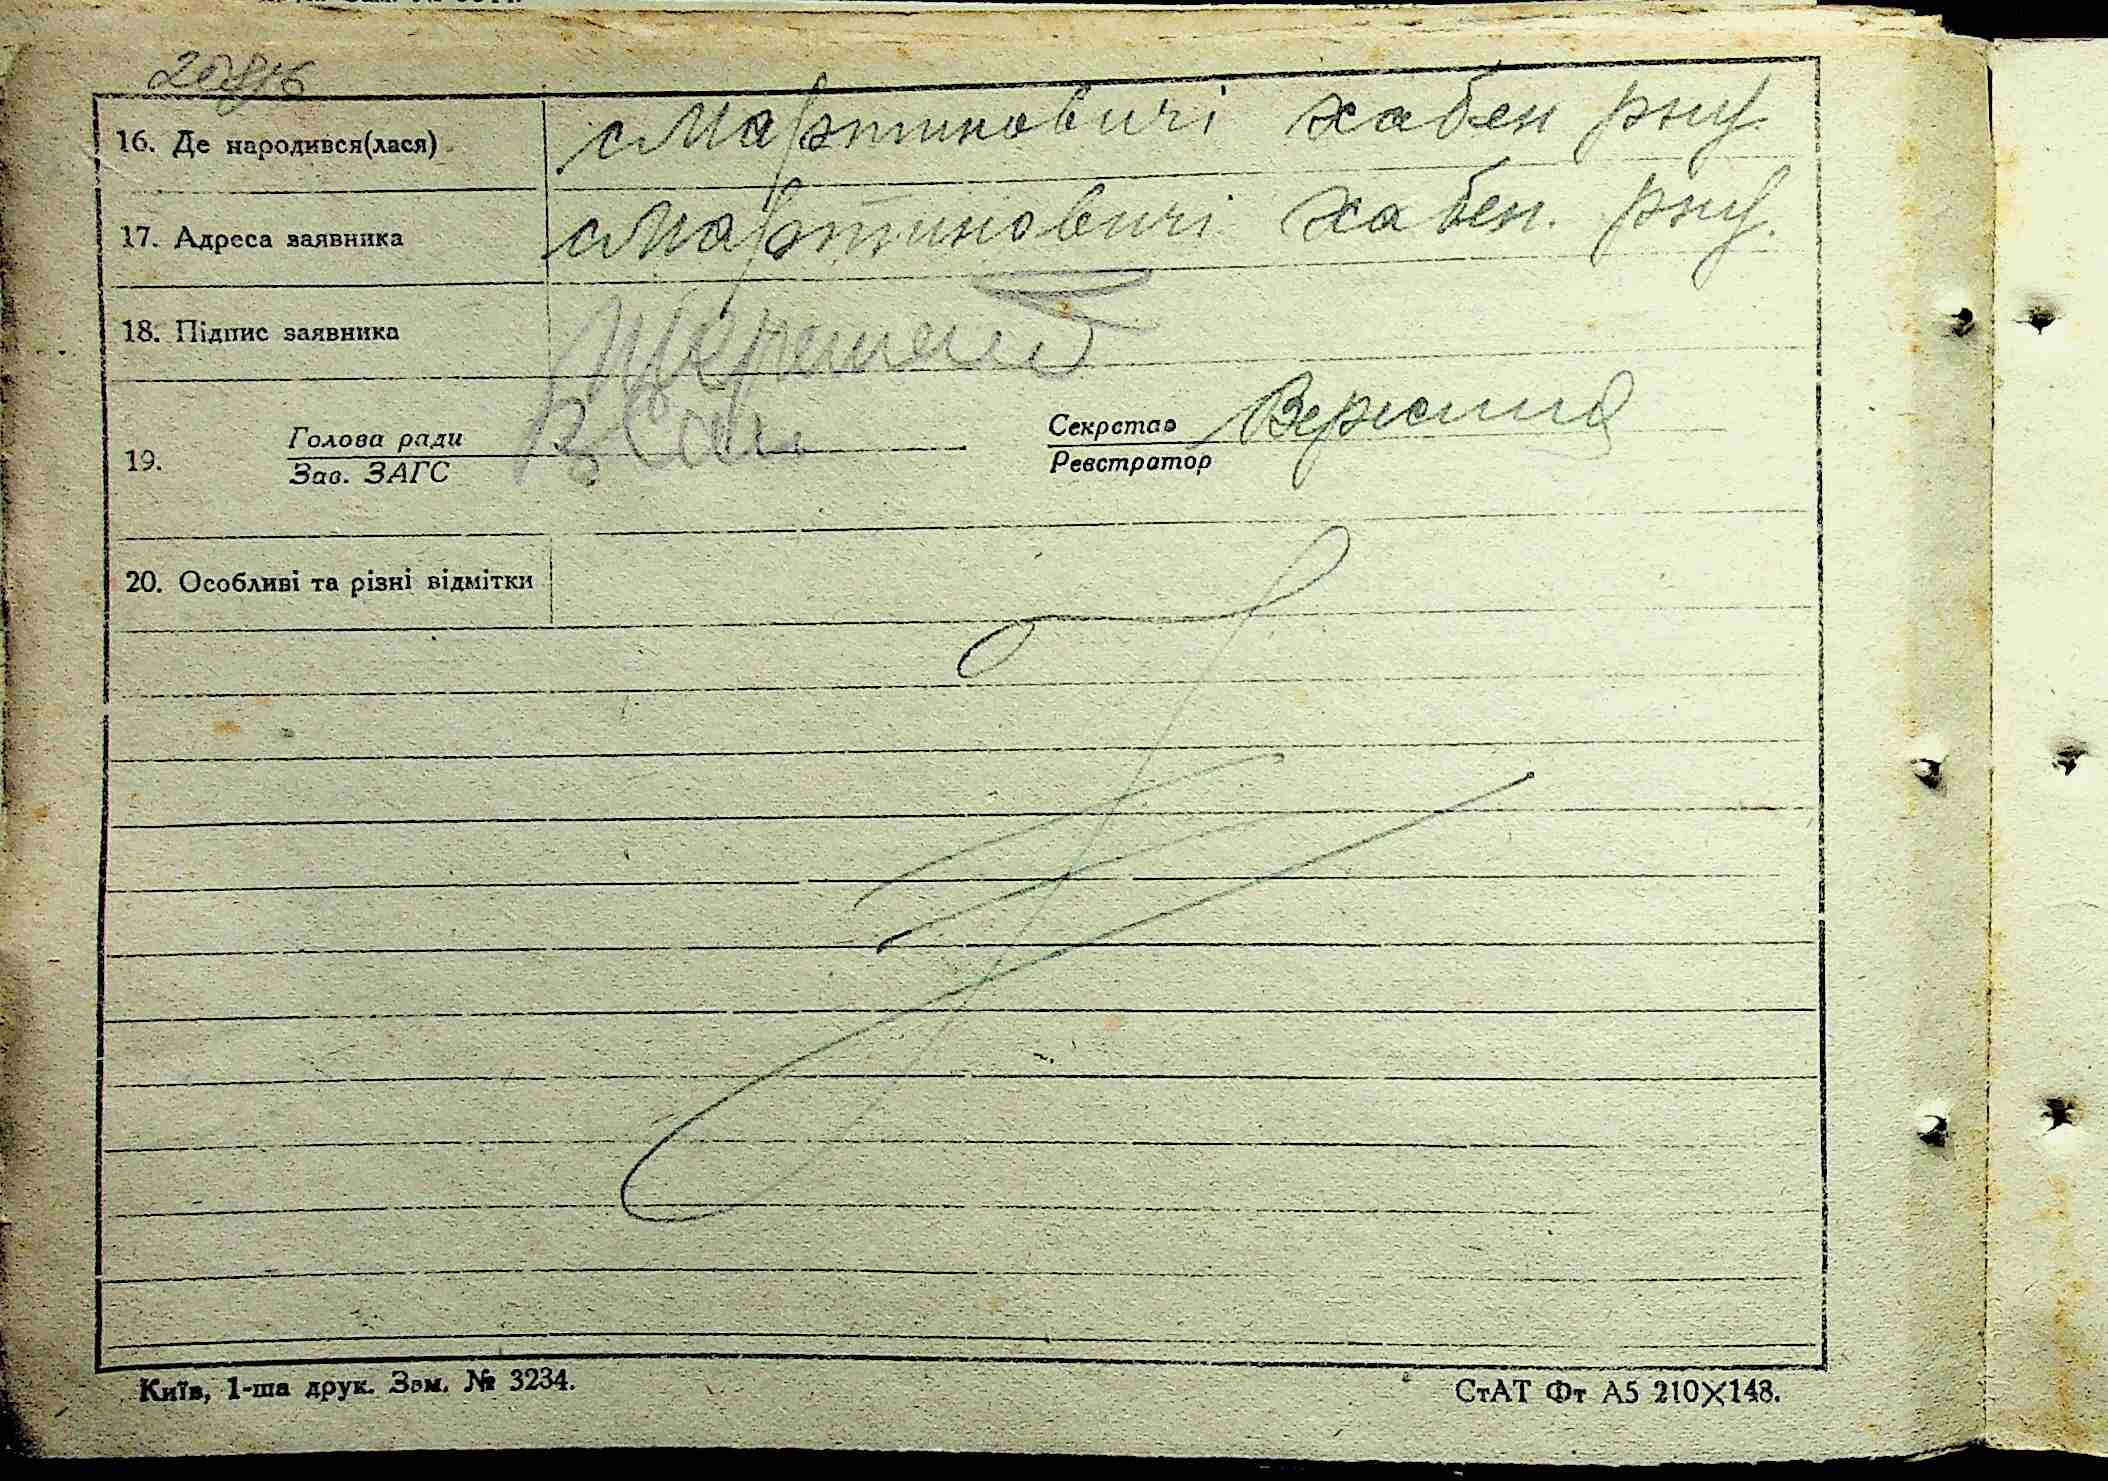 16. Де народився(лася) с Мартиновичі хабен рну.
17. Адреса заявника с Мартиновичі хабен. рну.
18. Підпис заявника
19. Голова ради
Зав. ЗАГС
Секретар
Реєстратор
20. Особливі та різні відмітки
Київ, 1-ша друк. Зам. № 3234.
СтАТ Фт А5 210×148.